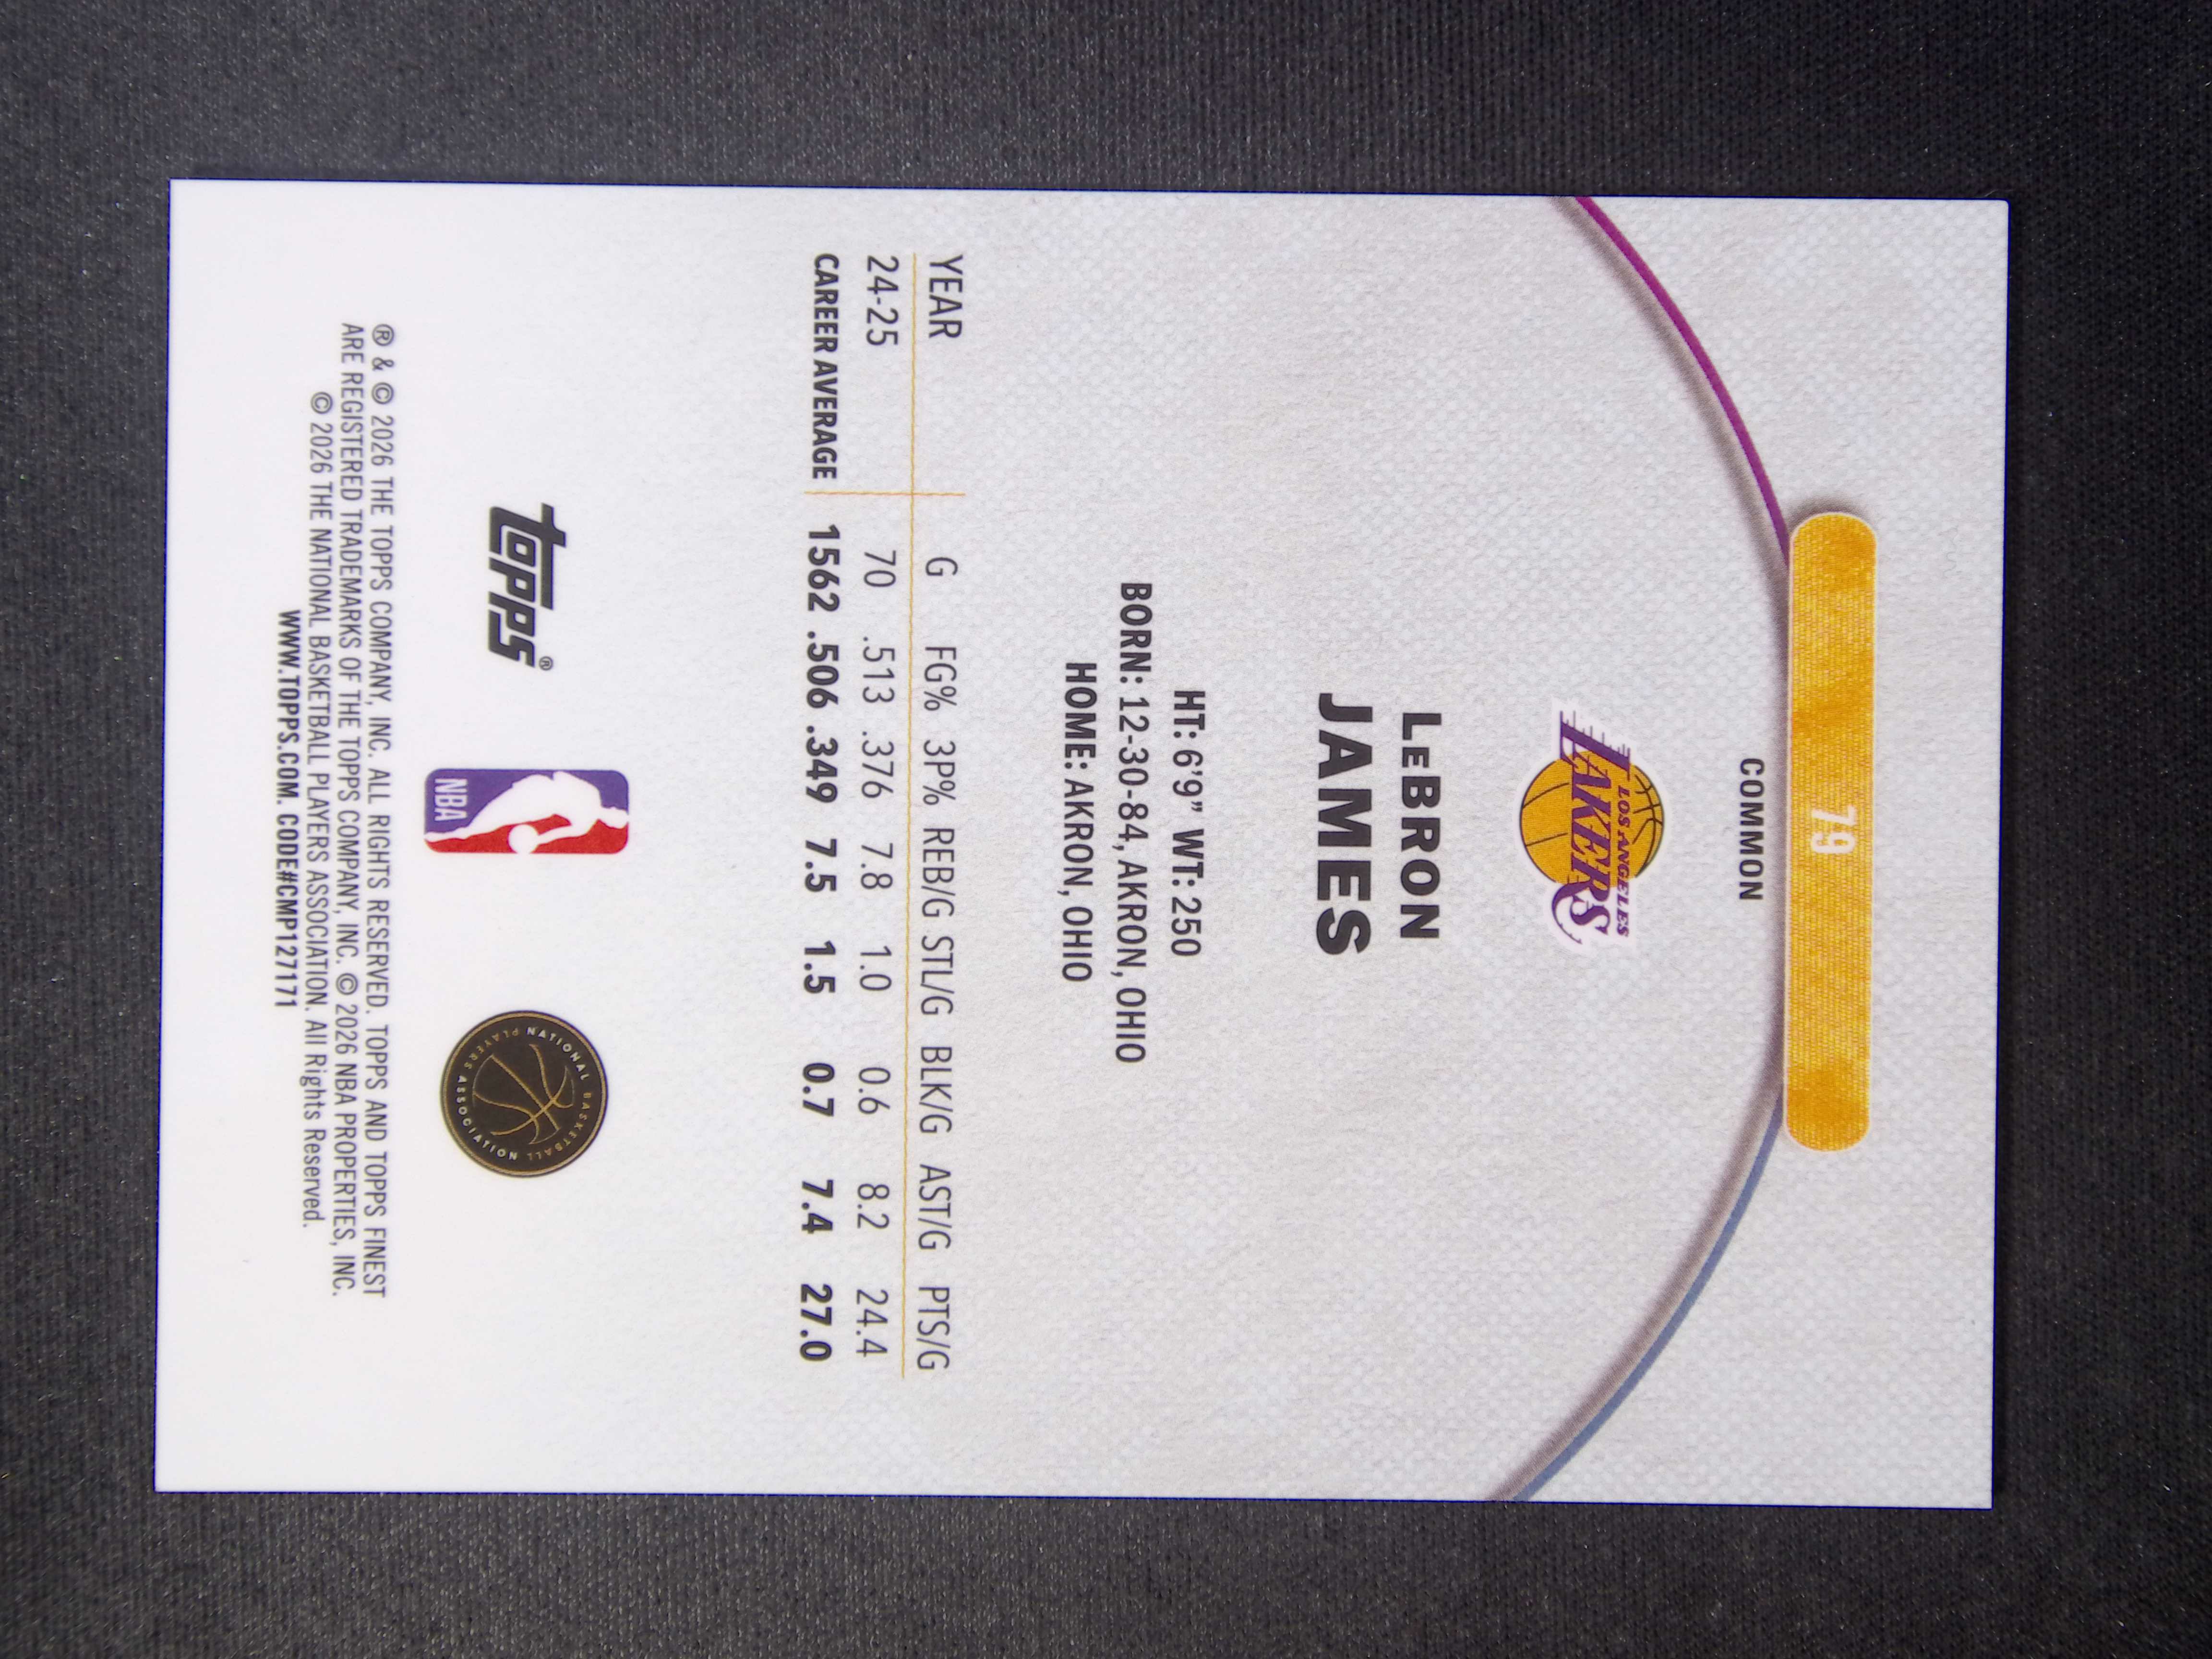 79
COMMON
LOS ANGELES
LAKERS
LeBRON
JAMES
HT: 6'9" WT: 250
BORN: 12-30-84, AKRON, OHIO
HOME: AKRON, OHIO
YEAR G FG% 3P% REB/G STL/G BLK/G AST/G PTS/G
24-25 70 .513 .376 7.8 1.0 0.6 8.2 24.4
CAREER AVERAGE 1562 .506 .349 7.5 1.5 0.7 7.4 27.0
topps®
NBA
NATIONAL BASKETBALL PLAYERS ASSOCIATION
® & © 2026 THE TOPPS COMPANY, INC. ALL RIGHTS RESERVED. TOPPS AND TOPPS FINEST
ARE REGISTERED TRADEMARKS OF THE TOPPS COMPANY, INC. © 2026 NBA PROPERTIES, INC.
© 2026 THE NATIONAL BASKETBALL PLAYERS ASSOCIATION. All Rights Reserved.
WWW.TOPPS.COM. CODE#CMP127171